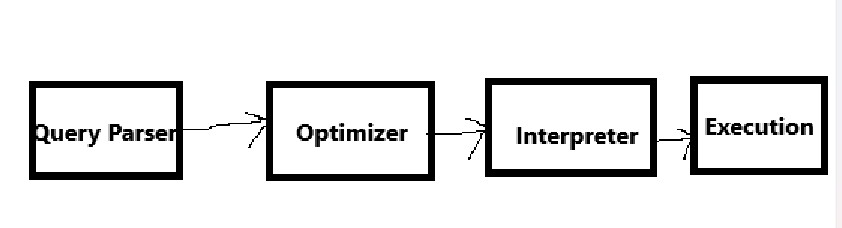 Query Parser
Optimizer
Interpreter
Execution